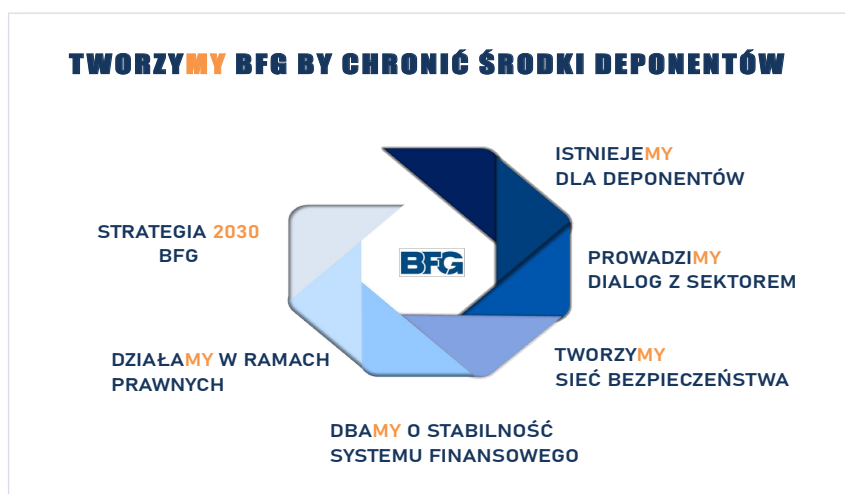 TWORZYMY BFG BY CHRONIĆ ŚRODKI DEPONENTÓW
ISTNIEJEMY
DLA DEPONENTÓW
STRATEGIA 2030
BFG
BFG
PROWADZIMY
DIALOG Z SEKTOREM
DZIAŁAMY W RAMACH
PRAWNYCH
TWORZYMY
SIEĆ BEZPIECZEŃSTWA
DBAMY O STABILNOŚĆ
SYSTEMU FINANSOWEGO